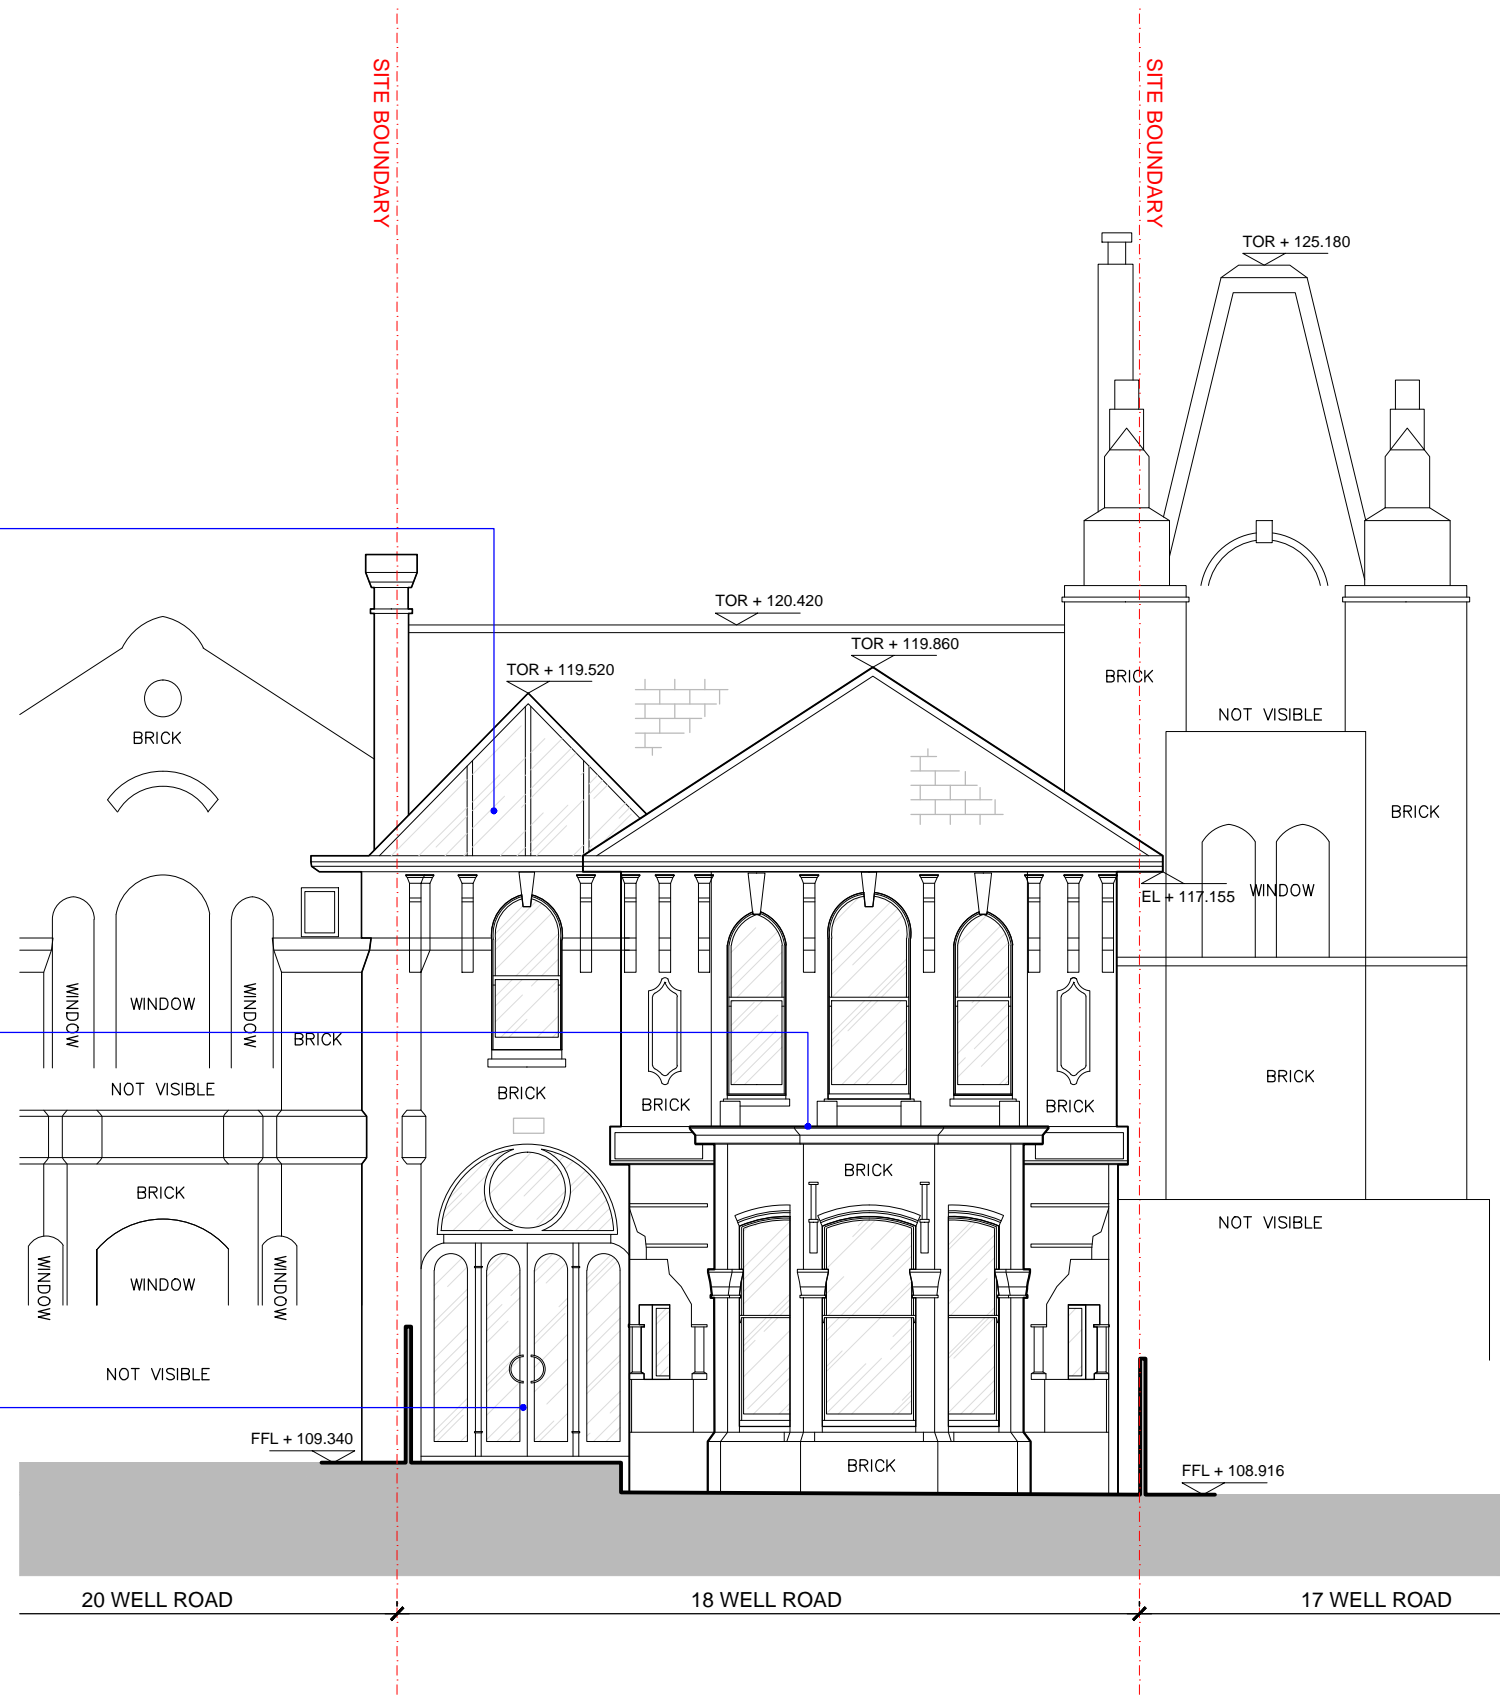 SITE BOUNDARY
SITE BOUNDARY
TOR + 125.180
TOR + 120.420
TOR + 119.860
TOR + 119.520
BRICK
NOT VISIBLE
BRICK
BRICK
WINDOW
EL + 117.155
WINDOW
WINDOW
WINDOW
BRICK
NOT VISIBLE
BRICK
BRICK
BRICK
BRICK
BRICK
BRICK
NOT VISIBLE
WINDOW
WINDOW
WINDOW
NOT VISIBLE
FFL + 109.340
BRICK
FFL + 108.916
20 WELL ROAD
18 WELL ROAD
17 WELL ROAD